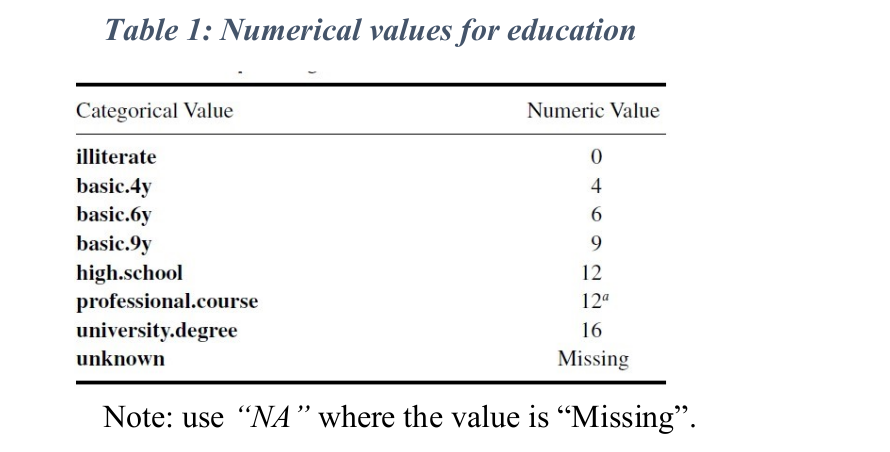 Table 1: Numerical values for education
Categorical Value Numeric Value
illiterate 0
basic.4y 4
basic.6y 6
basic.9y 9
high.school 12
professional.course 12ᵃ
university.degree 16
unknown Missing
Note: use “NA” where the value is “Missing”.